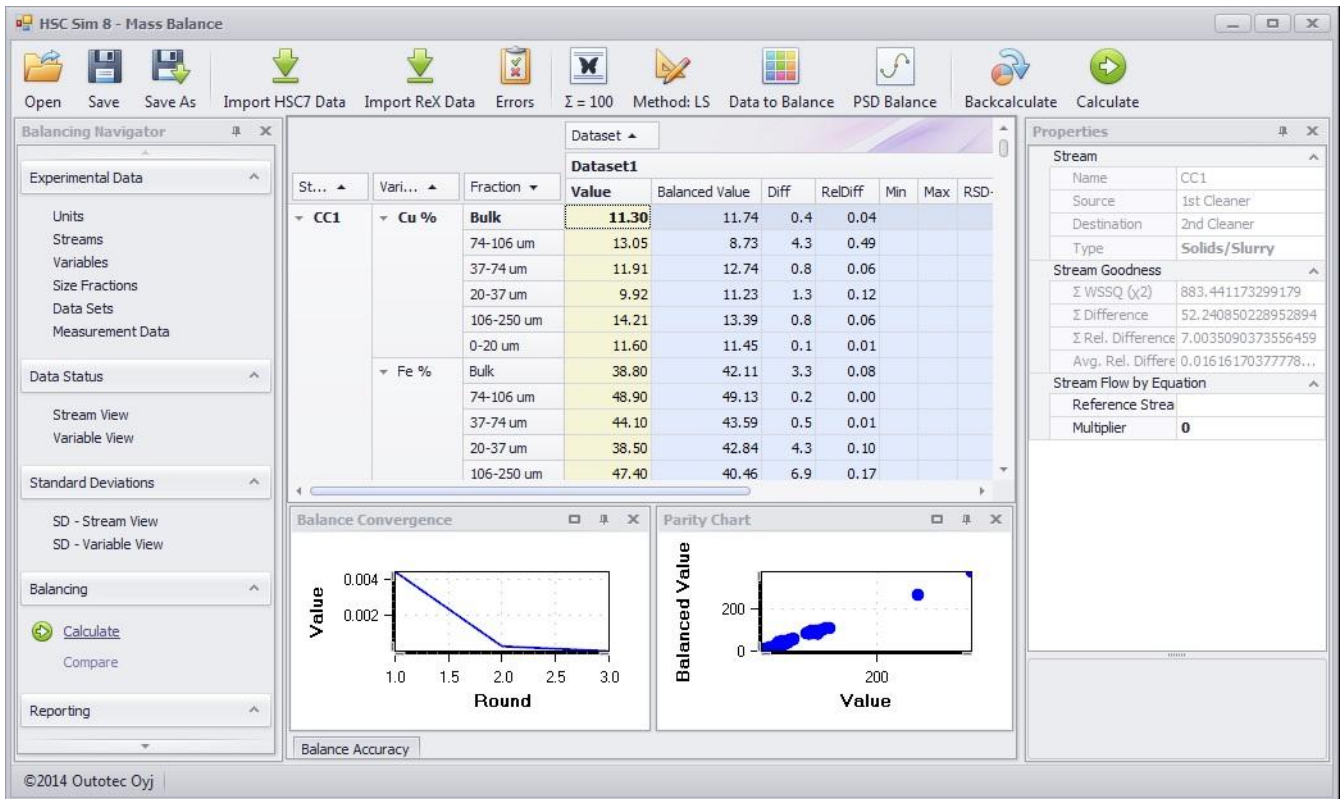 HSC Sim 8 - Mass Balance
Open Save Save As Import HSC7 Data Import ReX Data Errors Σ = 100 Method: LS Data to Balance PSD Balance Backcalculate Calculate
Balancing Navigator
Experimental Data
Units
Streams
Variables
Size Fractions
Data Sets
Measurement Data
Data Status
Stream View
Variable View
Standard Deviations
SD - Stream View
SD - Variable View
Balancing
Calculate
Compare
Reporting
Dataset
Dataset1
St... Vari... Fraction Value Balanced Value Diff RelDiff Min Max RSD-
CC1 Cu % Bulk 11.30 11.74 0.4 0.04
74-106 um 13.05 8.73 4.3 0.49
37-74 um 11.91 12.74 0.8 0.06
20-37 um 9.92 11.23 1.3 0.12
106-250 um 14.21 13.39 0.8 0.06
0-20 um 11.60 11.45 0.1 0.01
Fe % Bulk 38.80 42.11 3.3 0.08
74-106 um 48.90 49.13 0.2 0.00
37-74 um 44.10 43.59 0.5 0.01
20-37 um 38.50 42.84 4.3 0.10
106-250 um 47.40 40.46 6.9 0.17
Balance Convergence
Value
0.004
0.002
1.0 1.5 2.0 2.5 3.0
Round
Parity Chart
Balanced Value
200
0
200
Value
Balance Accuracy
Properties
Stream
Name CC1
Source 1st Cleaner
Destination 2nd Cleaner
Type Solids/Slurry
Stream Goodness
Σ WSSQ (χ2) 883.441173299179
Σ Difference 52.240850228952894
Σ Rel. Difference 7.0035090373556459
Avg. Rel. Differe 0.01616170377778...
Stream Flow by Equation
Reference Strea
Multiplier 0
©2014 Outotec Oyj